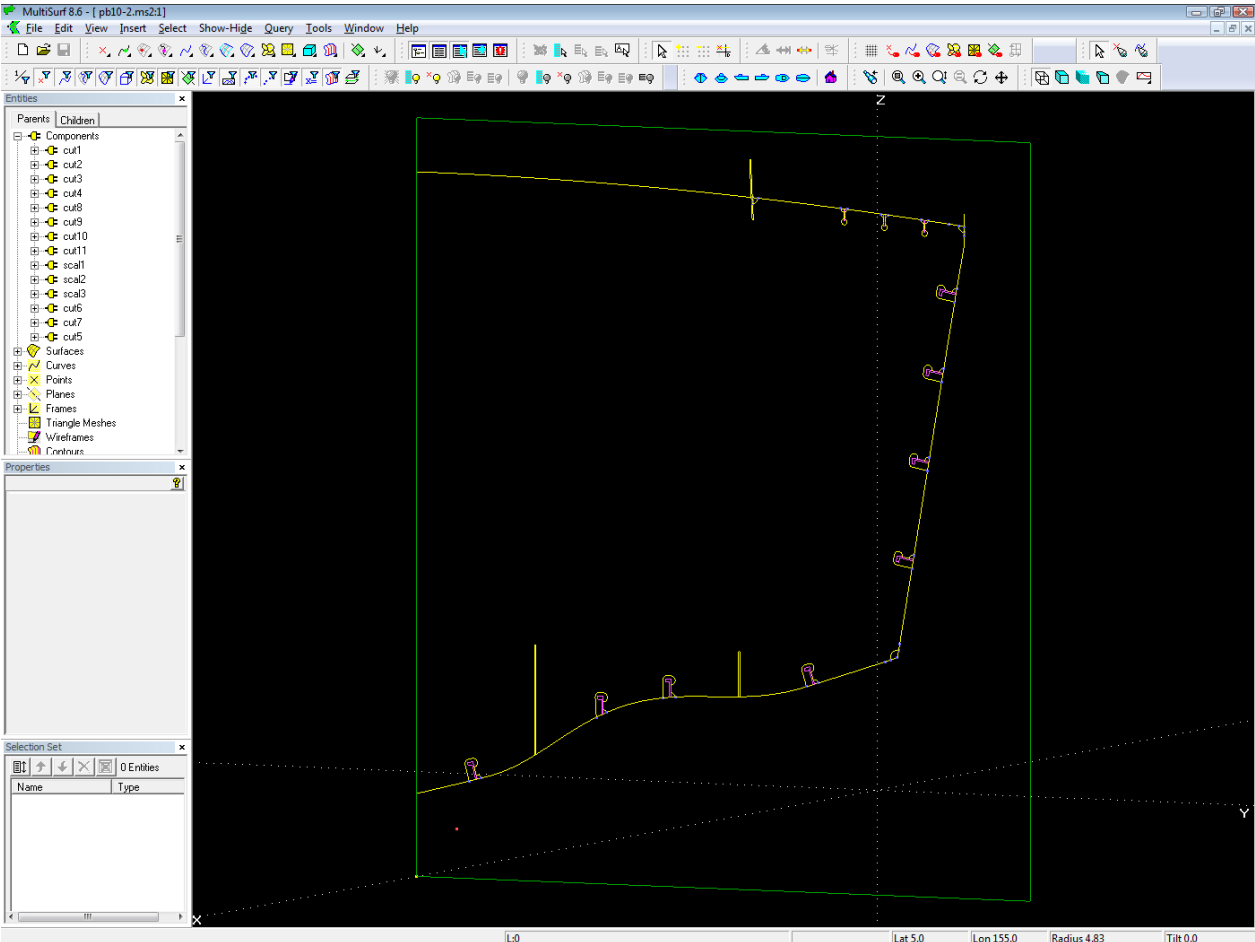 MultiSurf 8.6 - [ pb10-2.ms2:1]
File Edit View Insert Select Show-Hide Query Tools Window Help
Entities
Parents Children
Components
cut1
cut2
cut3
cut4
cut8
cut9
cut10
cut11
scal1
scal2
scal3
cut6
cut7
cut5
Surfaces
Curves
Points
Planes
Frames
Triangle Meshes
Wireframes
Contours
Properties
Selection Set
0 Entities
Name Type
Z
Y
X
L:0 Lat 5.0 Lon 155.0 Radius 4.83 Tilt 0.0